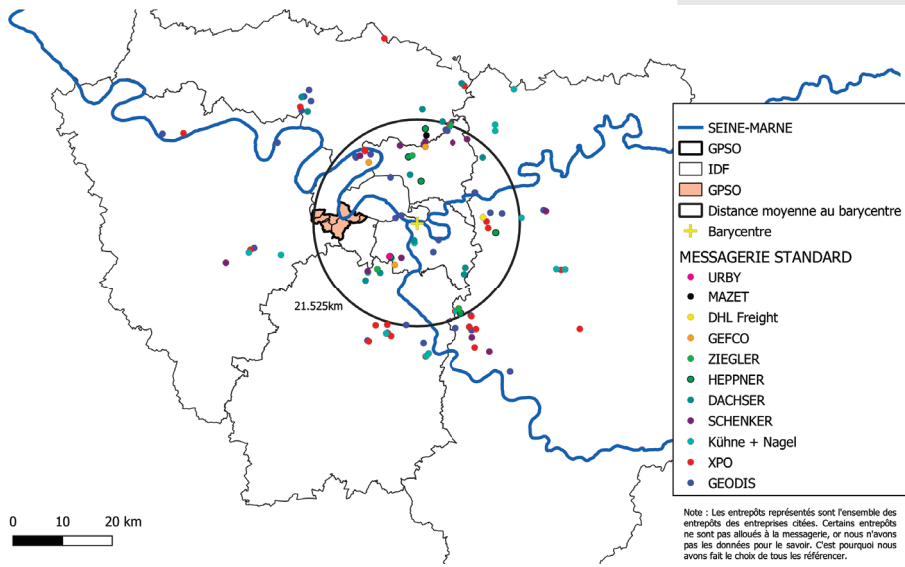 SEINE-MARNE
GPSO
IDF
GPSO
Distance moyenne au barycentre
Barycentre
MESSAGERIE STANDARD
URBY
MAZET
DHL Freight
GEFCO
ZIEGLER
HEPPNER
DACHSER
SCHENKER
Kühne + Nagel
XPO
GEODIS
21.525km
0 10 20 km
Note : Les entrepôts représentés sont l'ensemble des
entrepôts des entreprises citées. Certains entrepôts
ne sont pas alloués à la messagerie, or nous n'avons
pas les données pour le savoir. C'est pourquoi nous
avons fait le choix de tous les référencer.